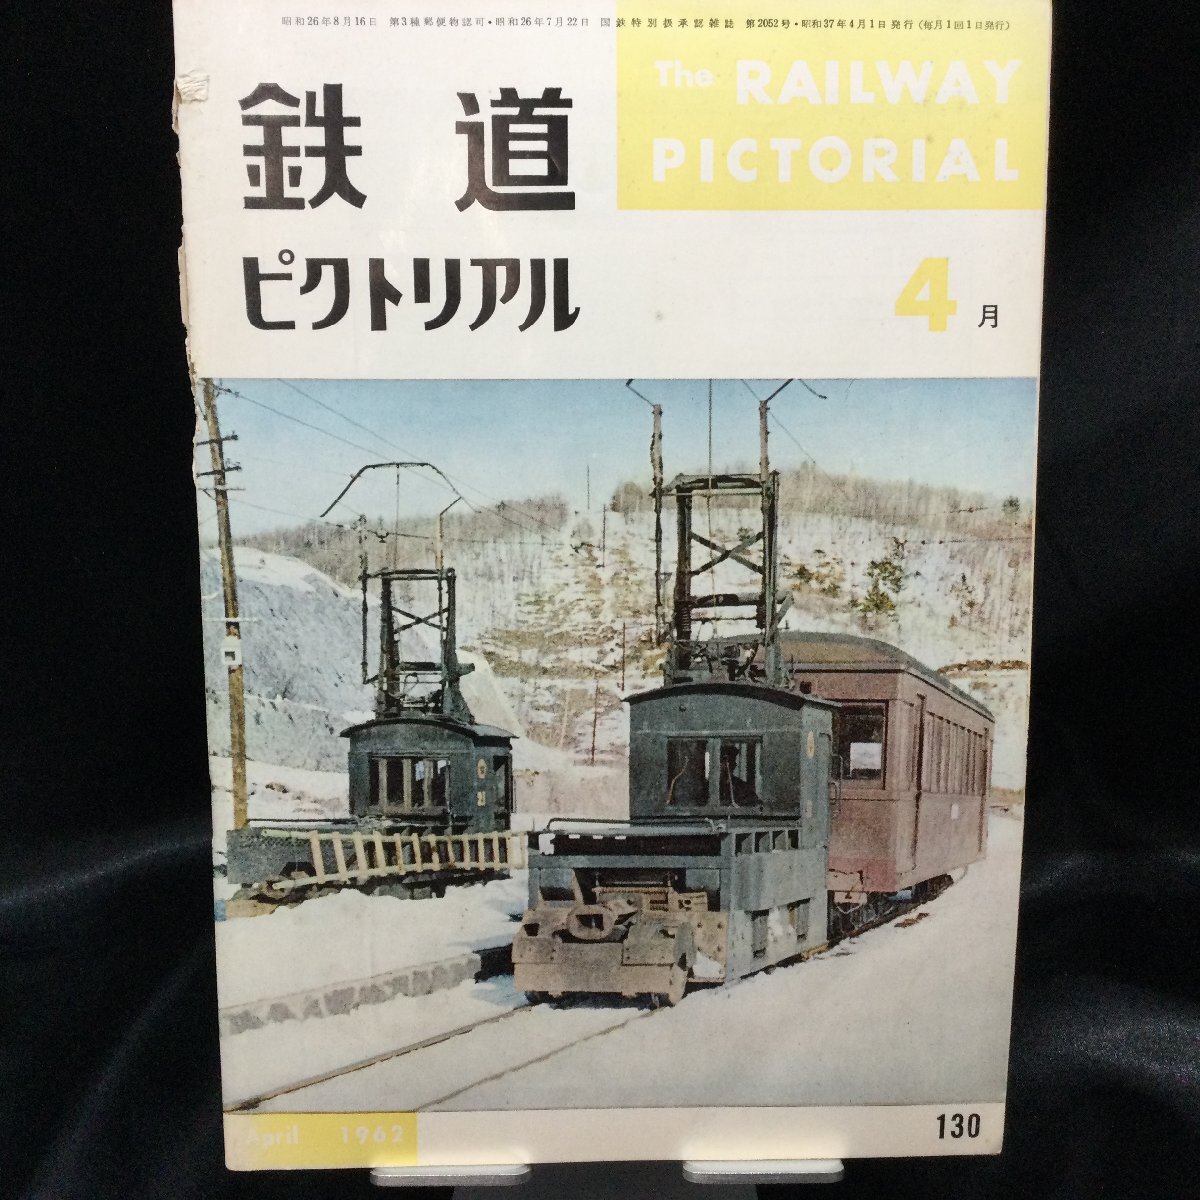 昭和26年8月16日 第3種郵便物認可・昭和26年7月22日 国鉄特別扱承認雑誌 第2052号・昭和37年4月1日発行(毎月1回1日発行)
The RAILWAY
PICTORIAL
鉄道
ピクトリアル
4月
April 1962
130